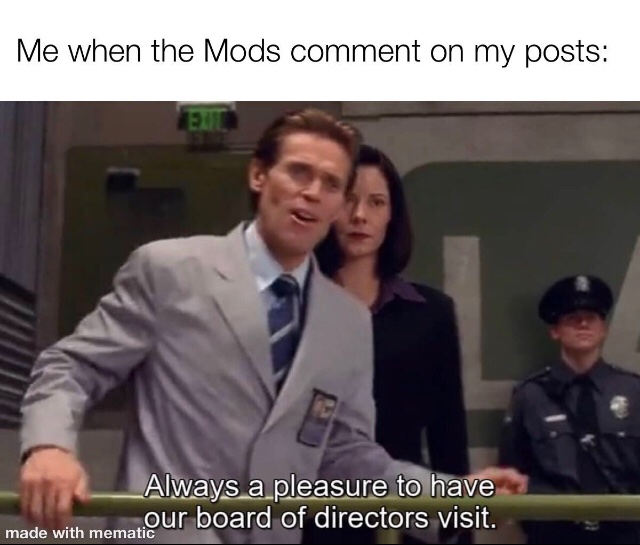 Me when the Mods comment on my posts:
EXIT
Always a pleasure to have
our board of directors visit.
made with mematic